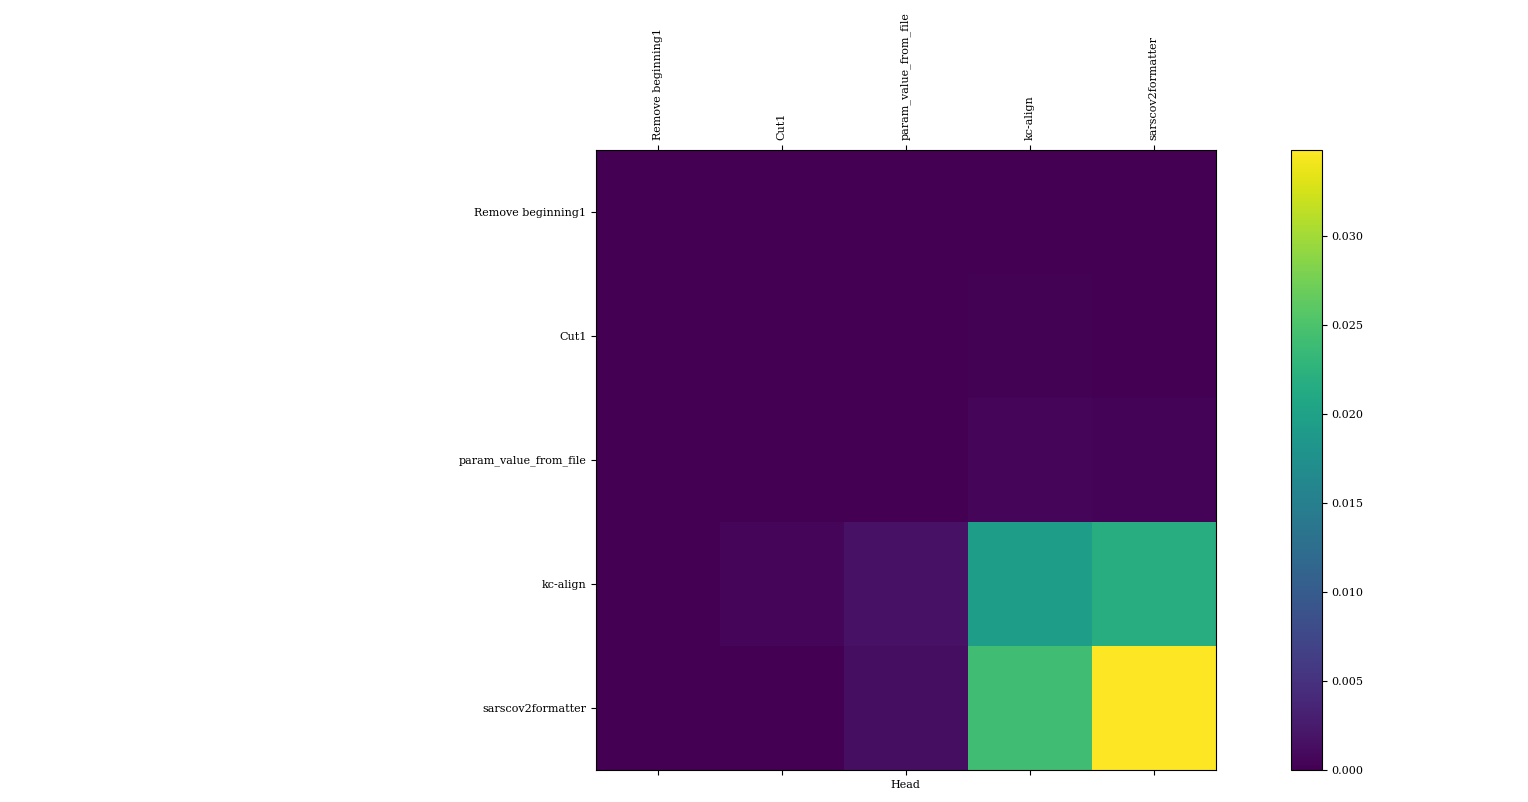 Remove beginning1
Cut1
param_value_from_file
kc-align
sarscov2formatter
Remove beginning1
Cut1
param_value_from_file
kc-align
sarscov2formatter
Head
0.030
0.025
0.020
0.015
0.010
0.005
0.000